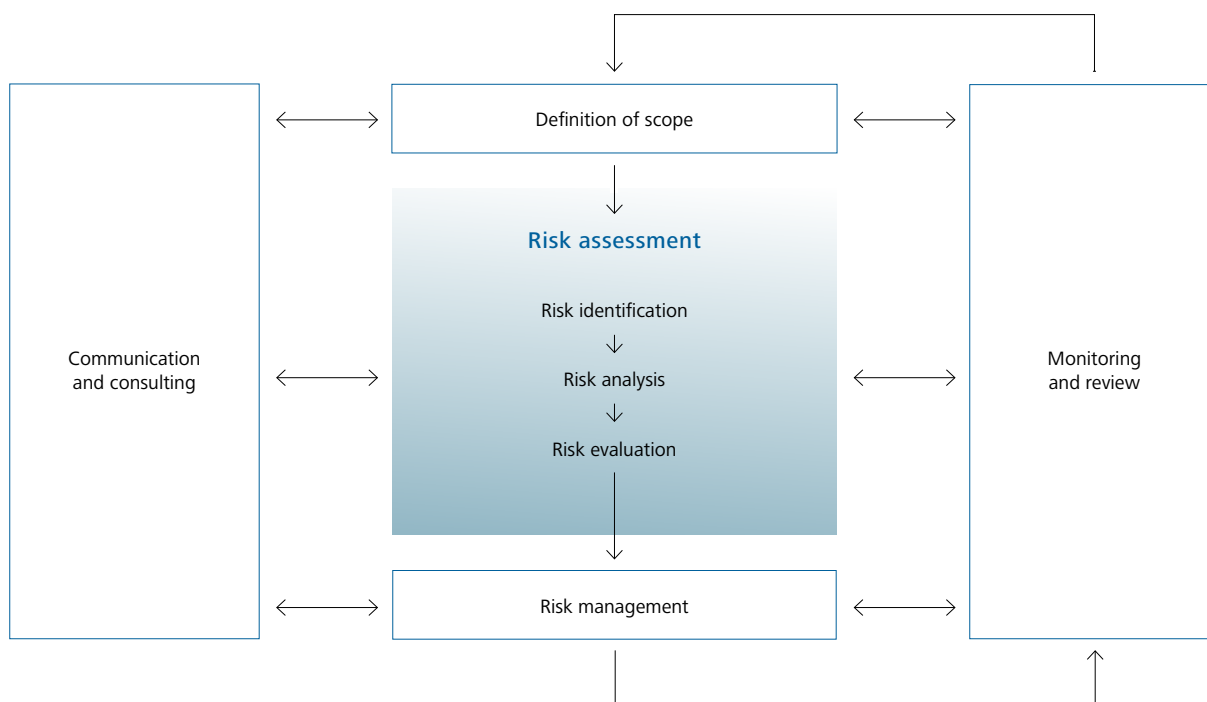 Definition of scope
Risk assessment
Risk identification
Risk analysis
Risk evaluation
Communication
and consulting
Monitoring
and review
Risk management